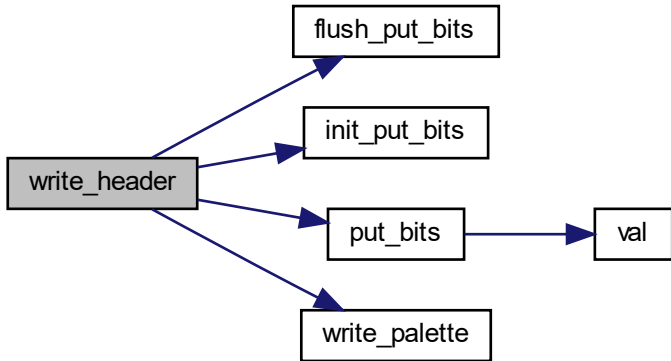 flush_put_bits
init_put_bits
write_header
put_bits
val
write_palette